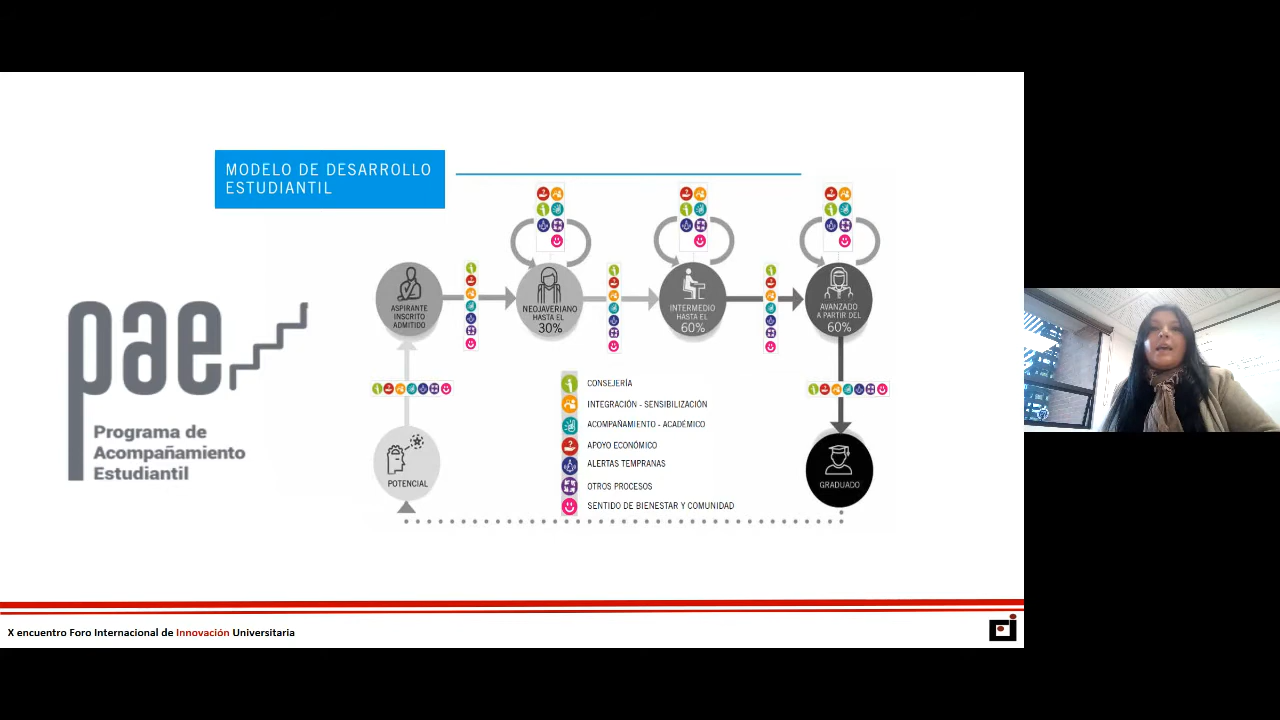 MODELO DE DESARROLLO
ESTUDIANTIL
pae
Programa de
Acompañamiento
Estudiantil
ASPIRANTE
INSCRITO
ADMITIDO
NEOJAVERIANO
HASTA EL
30%
INTERMEDIO
HASTA EL
60%
AVANZADO
A PARTIR DEL
60%
POTENCIAL
CONSEJERÍA
INTEGRACIÓN - SENSIBILIZACIÓN
ACOMPAÑAMIENTO - ACADÉMICO
APOYO ECONÓMICO
ALERTAS TEMPRANAS
OTROS PROCESOS
SENTIDO DE BIENESTAR Y COMUNIDAD
GRADUADO
X encuentro Foro Internacional de Innovación Universitaria